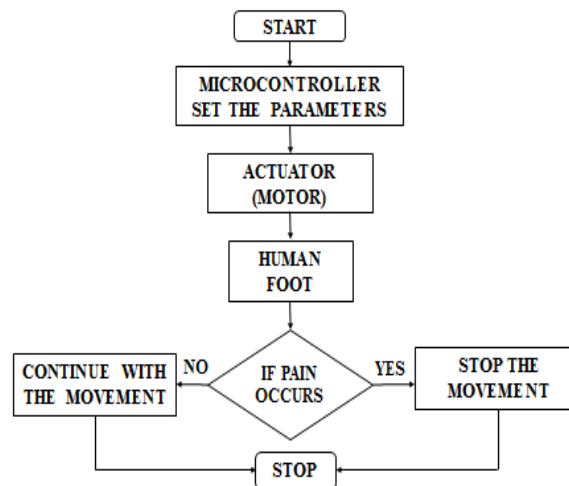 START
MICROCONTROLLER
SET THE PARAMETERS
ACTUATOR
(MOTOR)
HUMAN
FOOT
IF PAIN
OCCURS
NO
YES
CONTINUE WITH
THE MOVEMENT
STOP THE
MOVEMENT
STOP